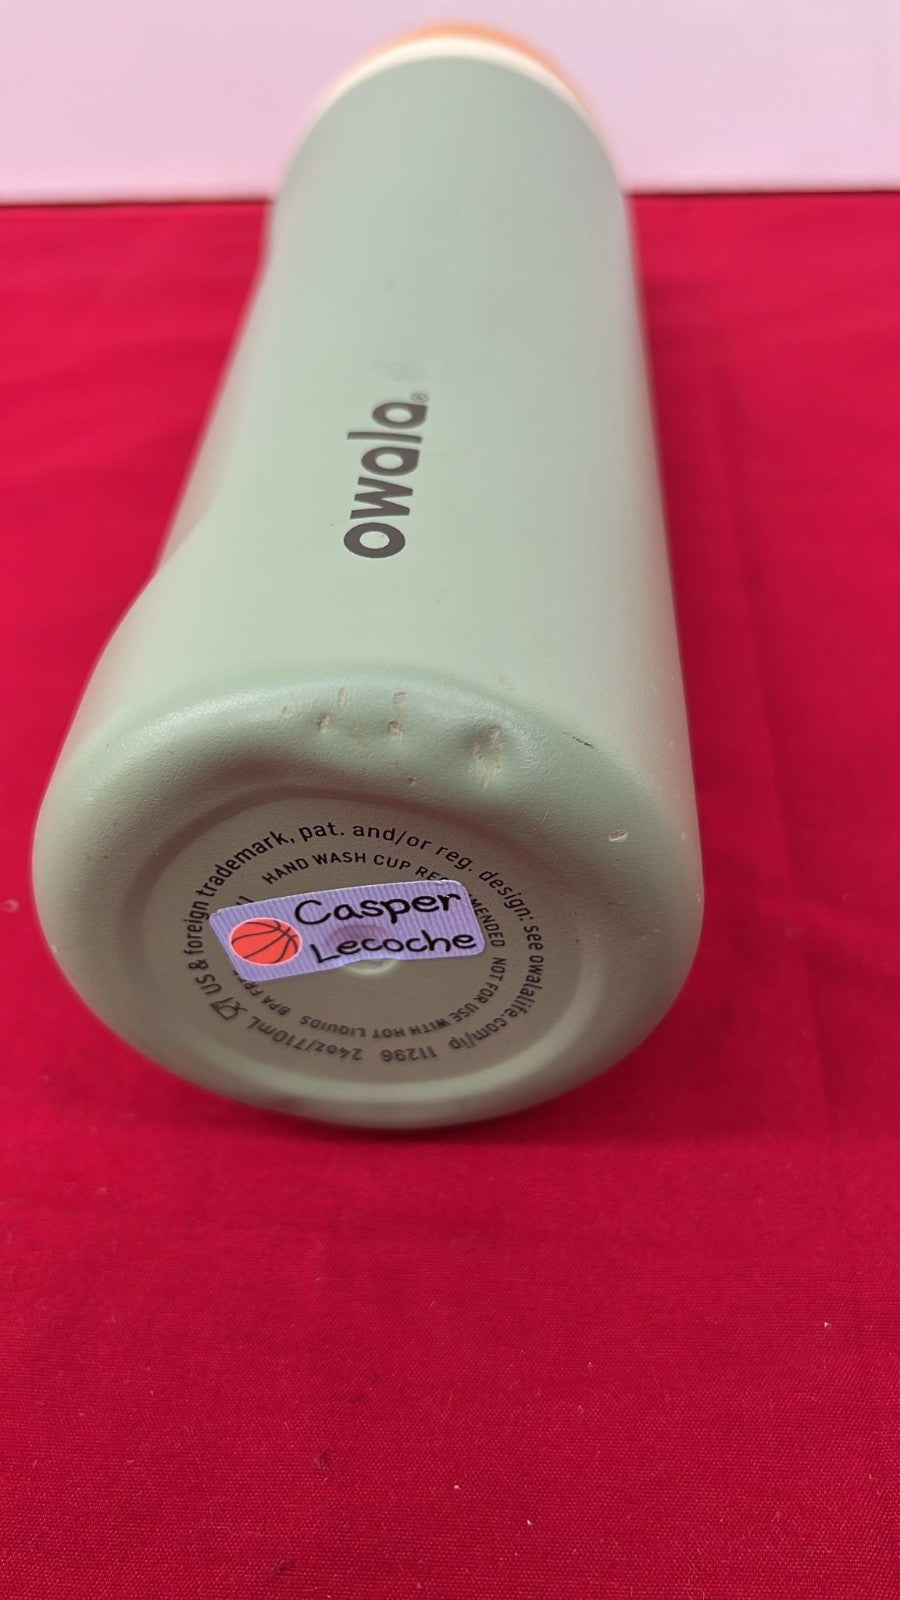 owala®
US & foreign trademark, pat. and/or reg. design: see owalalife.com/ip
HAND WASH CUP
NOT FOR USE WITH HOT LIQUIDS
BPA
11296
24oz/710mL
Casper
Lecoche